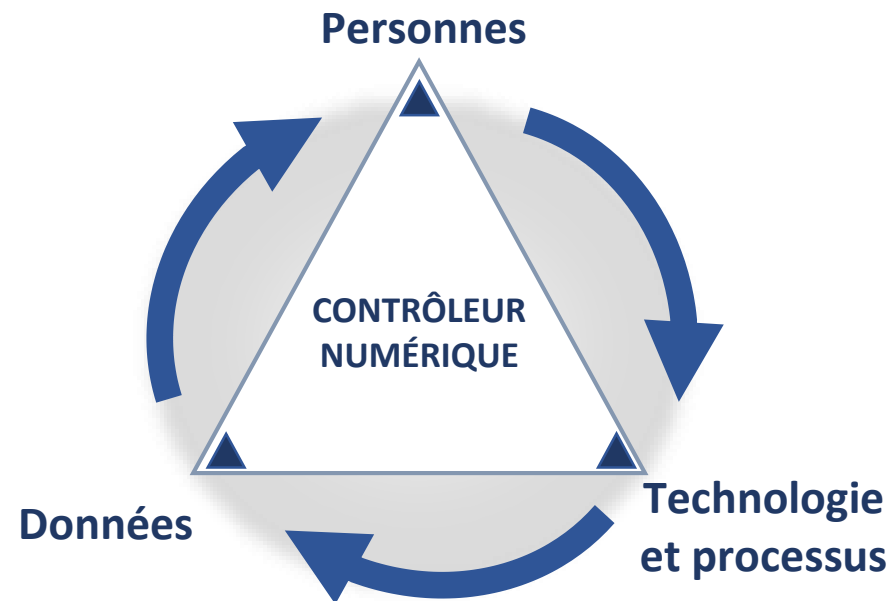 Personnes
CONTRÔLEUR
NUMÉRIQUE
Données
Technologie
et processus